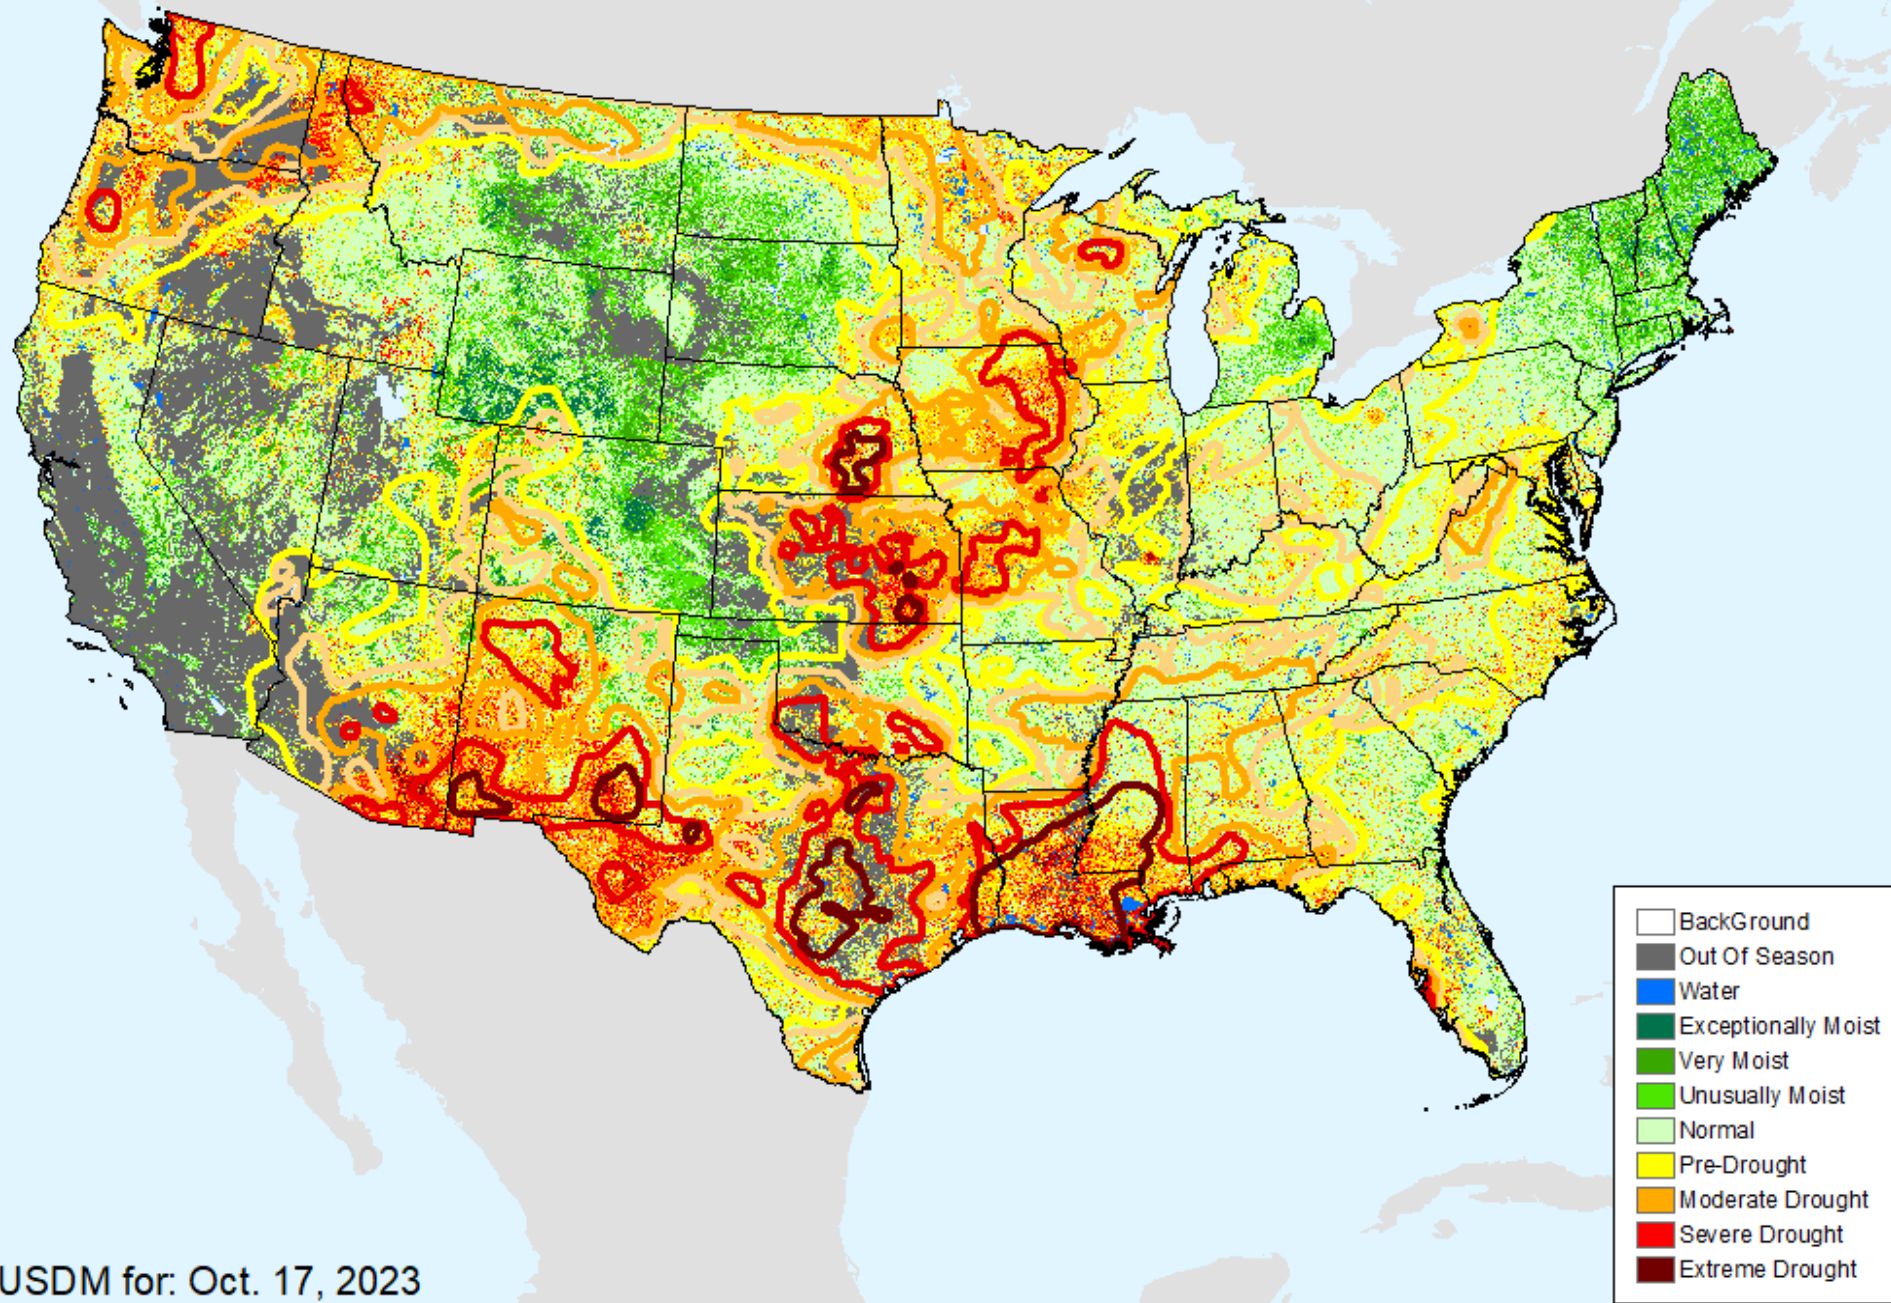 BackGround
Out Of Season
Water
Exceptionally Moist
Very Moist
Unusually Moist
Normal
Pre-Drought
Moderate Drought
Severe Drought
Extreme Drought
USDM for: Oct. 17, 2023